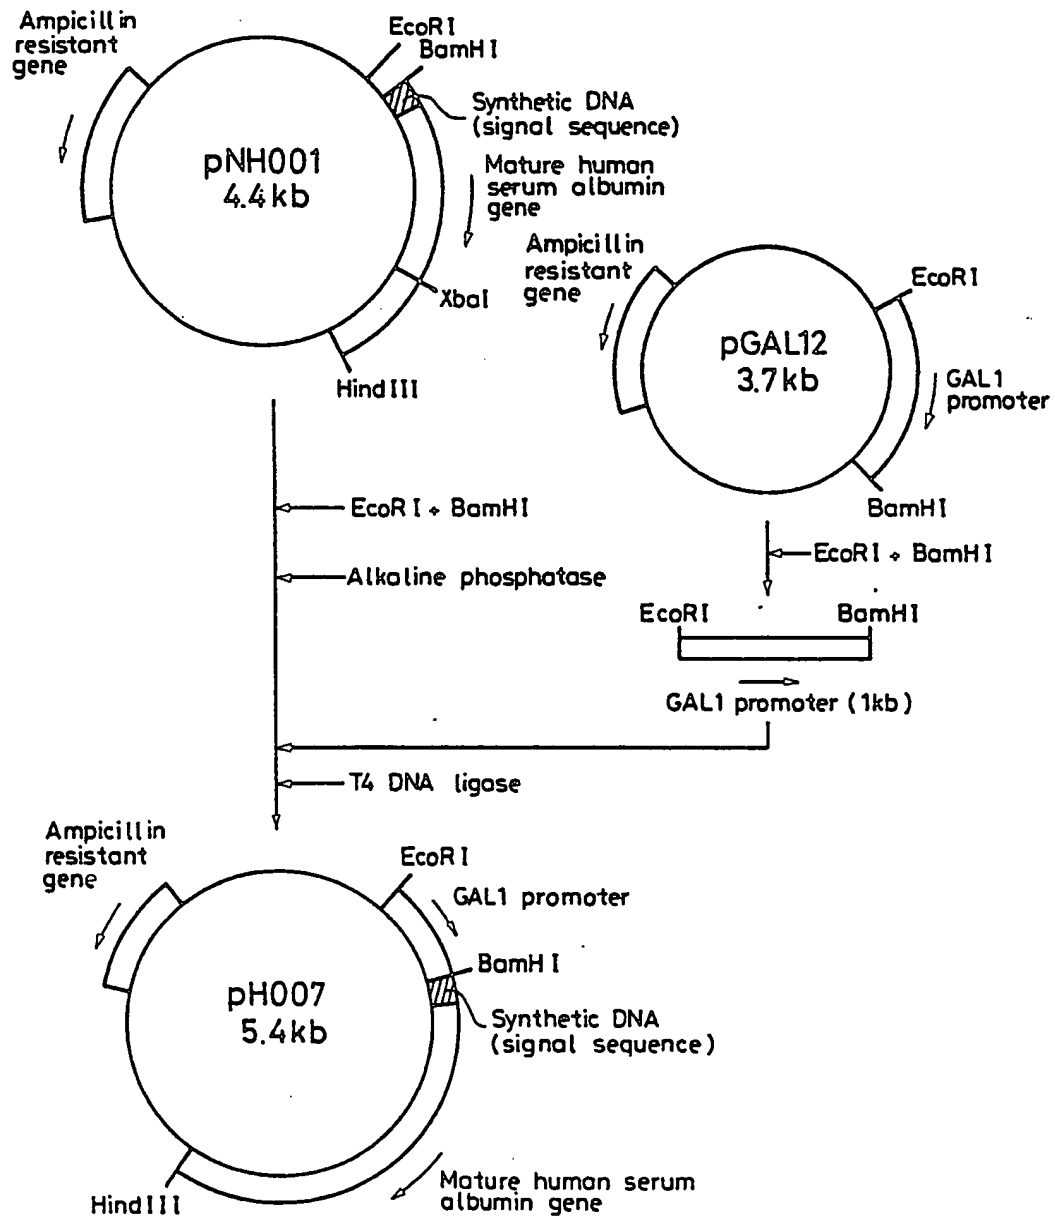 Ampicillin
resistant
gene
EcoRI
BamHI
Synthetic DNA
(signal sequence)
pNH001
4.4kb
Mature human
serum albumin
gene
XbaI
HindIII
Ampicillin
resistant
gene
EcoRI
pGAL12
3.7kb
GAL1
promoter
BamHI
EcoRI + BamHI
Alkaline phosphatase
EcoRI + BamHI
EcoRI
BamHI
GAL1 promoter (1kb)
T4 DNA ligase
Ampicillin
resistant
gene
EcoRI
GAL1 promoter
BamHI
pH007
5.4kb
Synthetic DNA
(signal sequence)
HindIII
Mature human serum
albumin gene